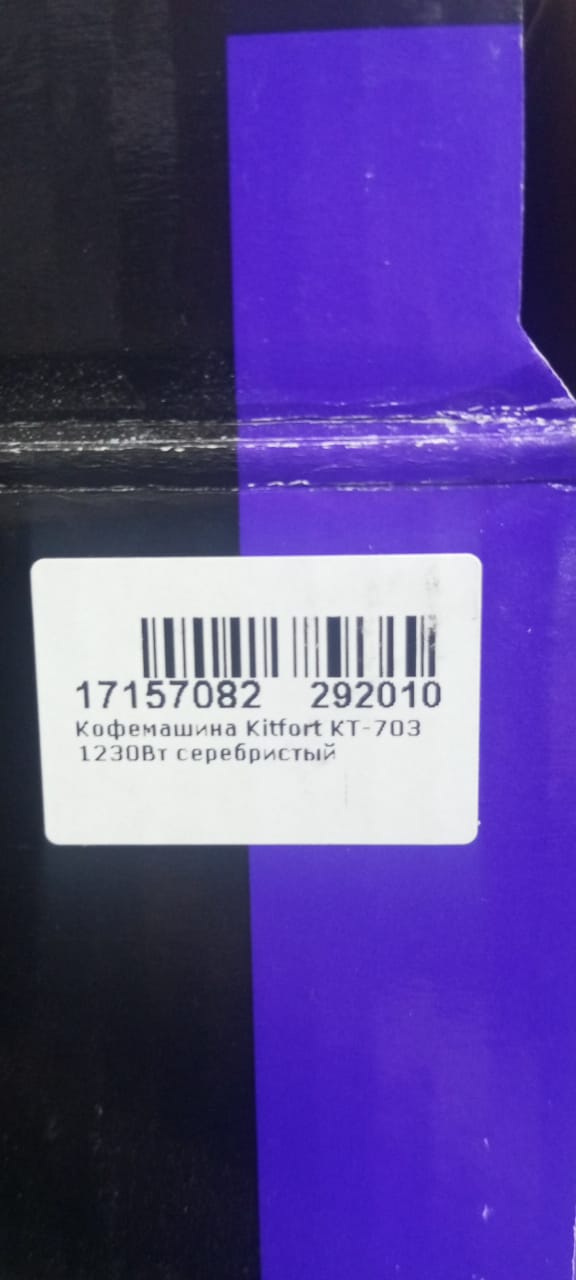 17157082 292010
Кофемашина Kitfort КТ-703
1230Вт серебристый